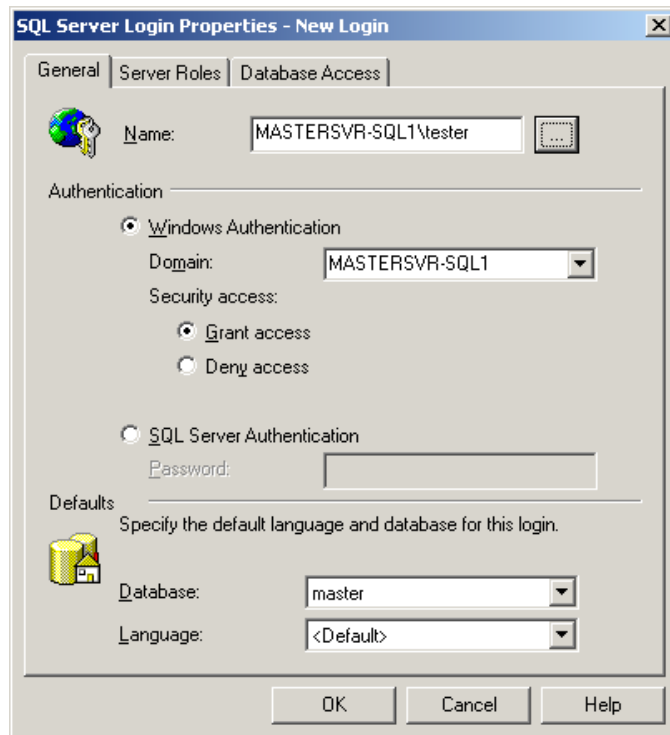 SQL Server Login Properties - New Login
General Server Roles Database Access
Name: MASTERSVR-SQL1\tester ...
Authentication
Windows Authentication
Domain: MASTERSVR-SQL1
Security access:
Grant access
Deny access
SQL Server Authentication
Password:
Defaults
Specify the default language and database for this login.
Database: master
Language: <Default>
OK Cancel Help